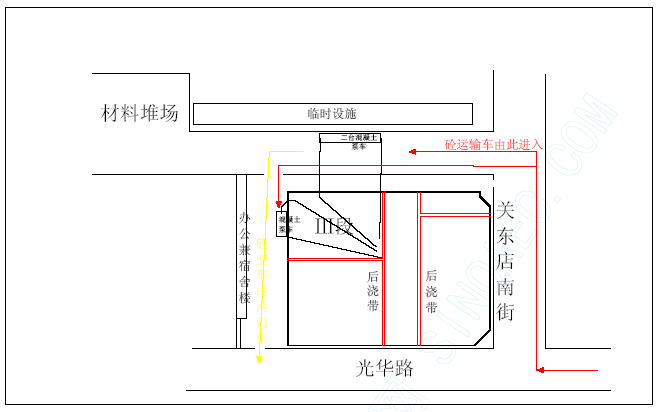 材料堆场
临时设施
二台混凝土
泵车
砼运输车由此进入
混凝土
泵车
III段
办公兼宿舍楼
后浇带
后浇带
关东店南街
光华路